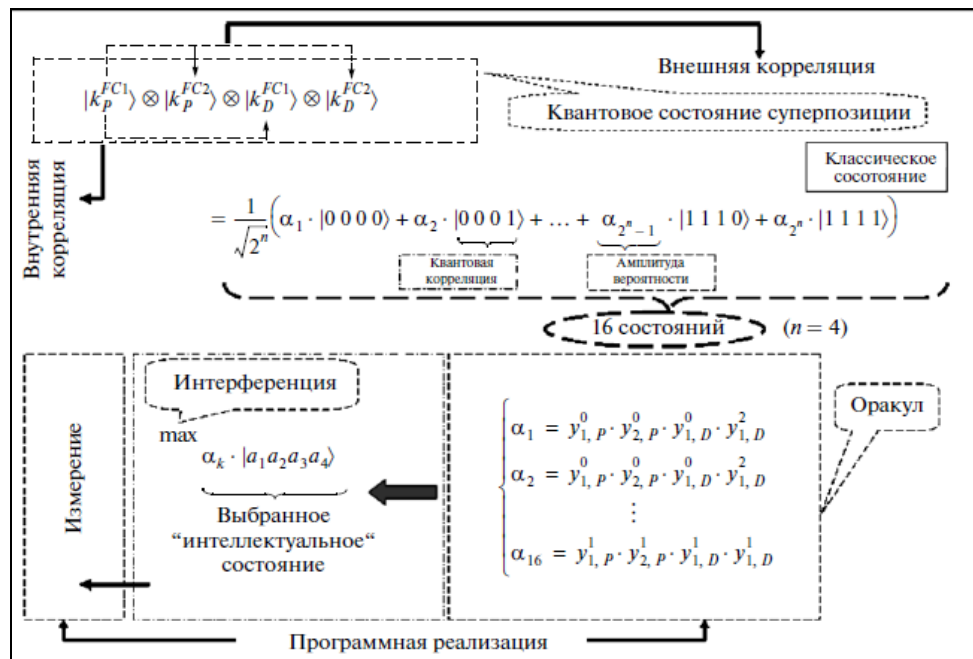 Внешняя корреляция
|k_P^{FC1}⟩ ⊗ |k_P^{FC2}⟩ ⊗ |k_D^{FC1}⟩ ⊗ |k_D^{FC2}⟩
Квантовое состояние суперпозиции
Классическое
сосотояние
Внутренняя
корреляция
= \frac{1}{\sqrt{2^n}}(α_1 · |0 0 0 0⟩ + α_2 · |0 0 0 1⟩ + … + α_{2^n − 1} · |1 1 1 0⟩ + α_{2^n} · |1 1 1 1⟩)
Квантовая
корреляция
Амплитуда
вероятности
16 состояний (n = 4)
Измерение
Интерференция
max
α_k · |a_1 a_2 a_3 a_4⟩
Выбранное
“интеллектуальное“
состояние
α_1 = y_{1, P}^0 · y_{2, P}^0 · y_{1, D}^0 · y_{1, D}^2
α_2 = y_{1, P}^0 · y_{2, P}^0 · y_{1, D}^0 · y_{1, D}^2
⋮
α_{16} = y_{1, P}^1 · y_{2, P}^1 · y_{1, D}^1 · y_{1, D}^1
Оракул
Программная реализация